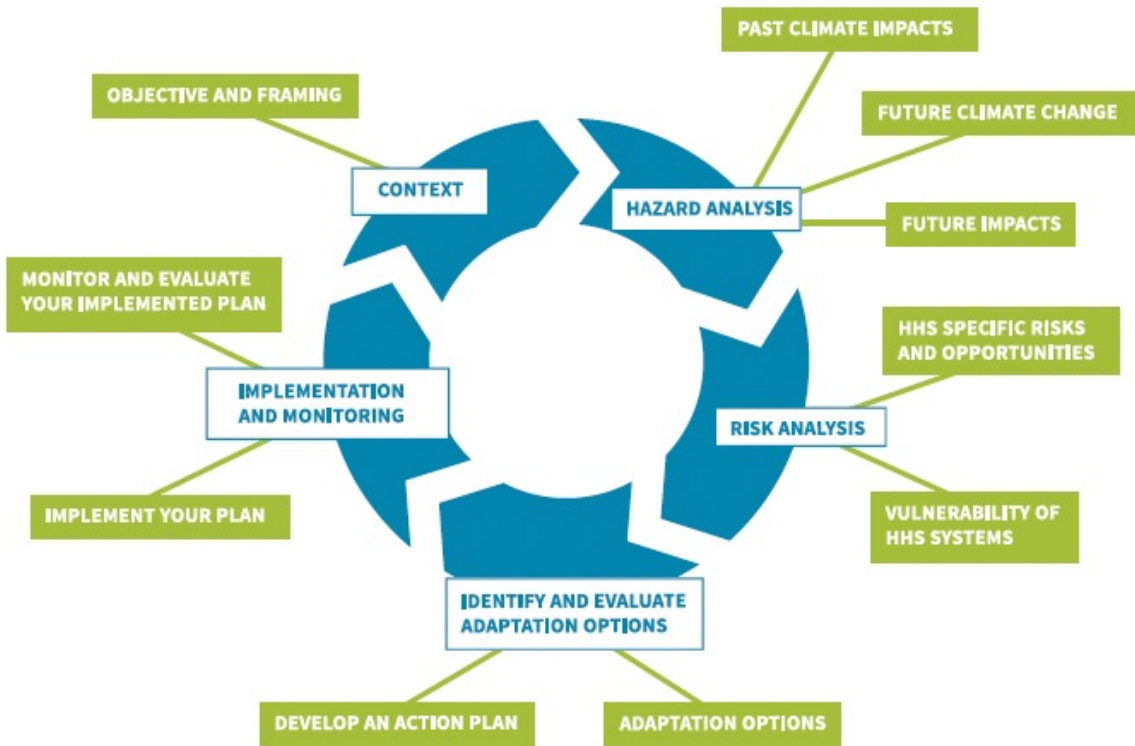 PAST CLIMATE IMPACTS
OBJECTIVE AND FRAMING
FUTURE CLIMATE CHANGE
CONTEXT
HAZARD ANALYSIS
FUTURE IMPACTS
MONITOR AND EVALUATE
YOUR IMPLEMENTED PLAN
HHS SPECIFIC RISKS
AND OPPORTUNITIES
IMPLEMENTATION
AND MONITORING
RISK ANALYSIS
IMPLEMENT YOUR PLAN
VULNERABILITY OF
HHS SYSTEMS
IDENTIFY AND EVALUATE
ADAPTATION OPTIONS
DEVELOP AN ACTION PLAN
ADAPTATION OPTIONS